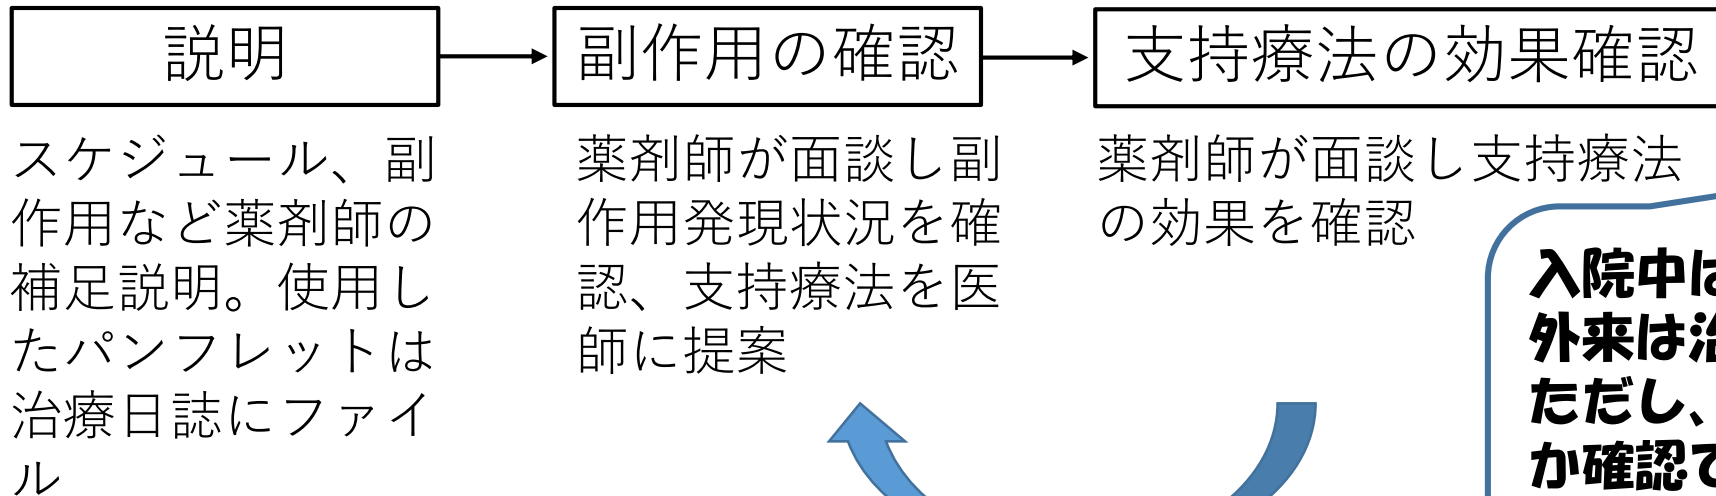 説明
副作用の確認
支持療法の効果確認
スケジュール、副
作用など薬剤師の
補足説明。使用し
たパンフレットは
治療日誌にファイ
ル
薬剤師が面談し副
作用発現状況を確
認、支持療法を医
師に提案
薬剤師が面談し支持療法
の効果を確認
入院中は
外来は治
ただし、
か確認で